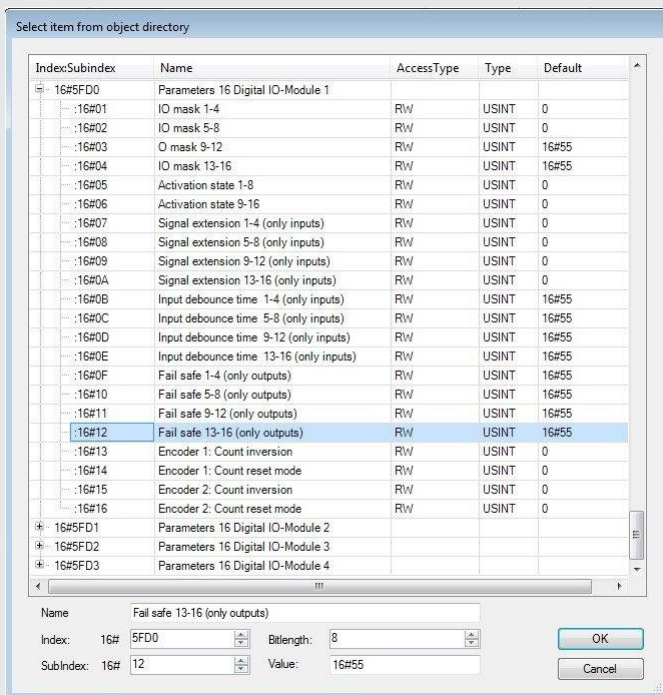 Select item from object directory
Index:Subindex Name AccessType Type Default
16#5FD0 Parameters 16 Digital IO-Module 1
:16#01 IO mask 1-4 RW USINT 0
:16#02 IO mask 5-8 RW USINT 0
:16#03 O mask 9-12 RW USINT 16#55
:16#04 IO mask 13-16 RW USINT 16#55
:16#05 Activation state 1-8 RW USINT 0
:16#06 Activation state 9-16 RW USINT 0
:16#07 Signal extension 1-4 (only inputs) RW USINT 0
:16#08 Signal extension 5-8 (only inputs) RW USINT 0
:16#09 Signal extension 9-12 (only inputs) RW USINT 0
:16#0A Signal extension 13-16 (only inputs) RW USINT 0
:16#0B Input debounce time 1-4 (only inputs) RW USINT 16#55
:16#0C Input debounce time 5-8 (only inputs) RW USINT 16#55
:16#0D Input debounce time 9-12 (only inputs) RW USINT 16#55
:16#0E Input debounce time 13-16 (only inputs) RW USINT 16#55
:16#0F Fail safe 1-4 (only outputs) RW USINT 16#55
:16#10 Fail safe 5-8 (only outputs) RW USINT 16#55
:16#11 Fail safe 9-12 (only outputs) RW USINT 16#55
:16#12 Fail safe 13-16 (only outputs) RW USINT 16#55
:16#13 Encoder 1: Count inversion RW USINT 0
:16#14 Encoder 1: Count reset mode RW USINT 0
:16#15 Encoder 2: Count inversion RW USINT 0
:16#16 Encoder 2: Count reset mode RW USINT 0
16#5FD1 Parameters 16 Digital IO-Module 2
16#5FD2 Parameters 16 Digital IO-Module 3
16#5FD3 Parameters 16 Digital IO-Module 4
Name Fail safe 13-16 (only outputs)
Index: 16# 5FD0 Bitlength: 8 OK
SubIndex: 16# 12 Value: 16#55 Cancel